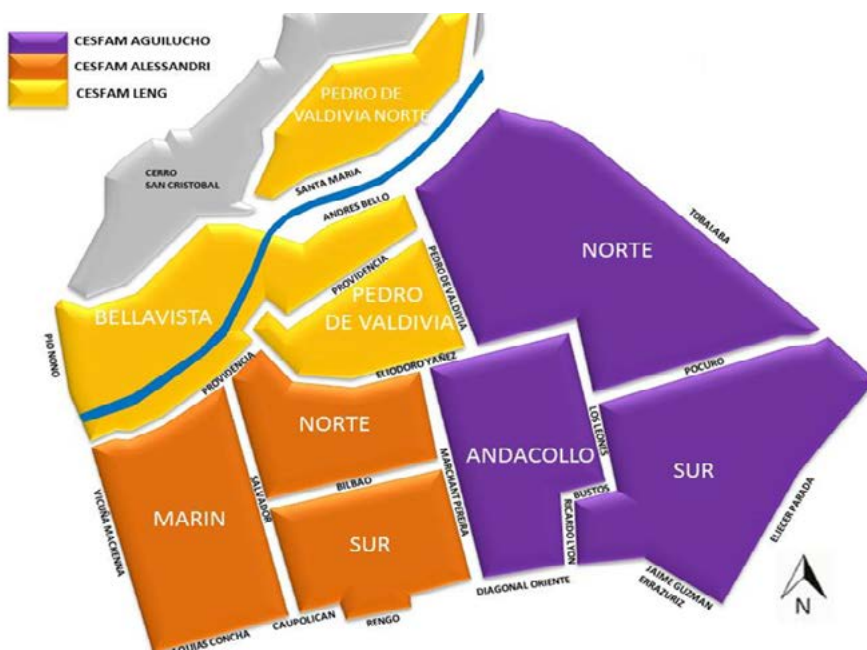 CESFAM AGUILUCHO
CESFAM ALESSANDRI
CESFAM LENG
PEDRO DE
VALDIVIA NORTE
CERRO
SAN CRISTOBAL
SANTA MARIA
ANDRES BELLO
TOBALABA
NORTE
PROVIDENCIA
PEDRO DE VALDIVIA
BELLAVISTA
PEDRO
DE VALDIVIA
PIO NONO
PROVIDENCIA
ELIODORO YAÑEZ
POCURO
NORTE
LOS LEONES
ANDACOLLO
SUR
BILBAO
SALVADOR
MARCHANT PEREIRA
BUSTOS
RICARDO LYON
ELIECER PARADA
MARIN
VICUÑA MACKENNA
SUR
DIAGONAL ORIENTE
JAIME GUZMAN
ERRAZURIZ
CAUPOLICAN
RENGO
CONCHA
N